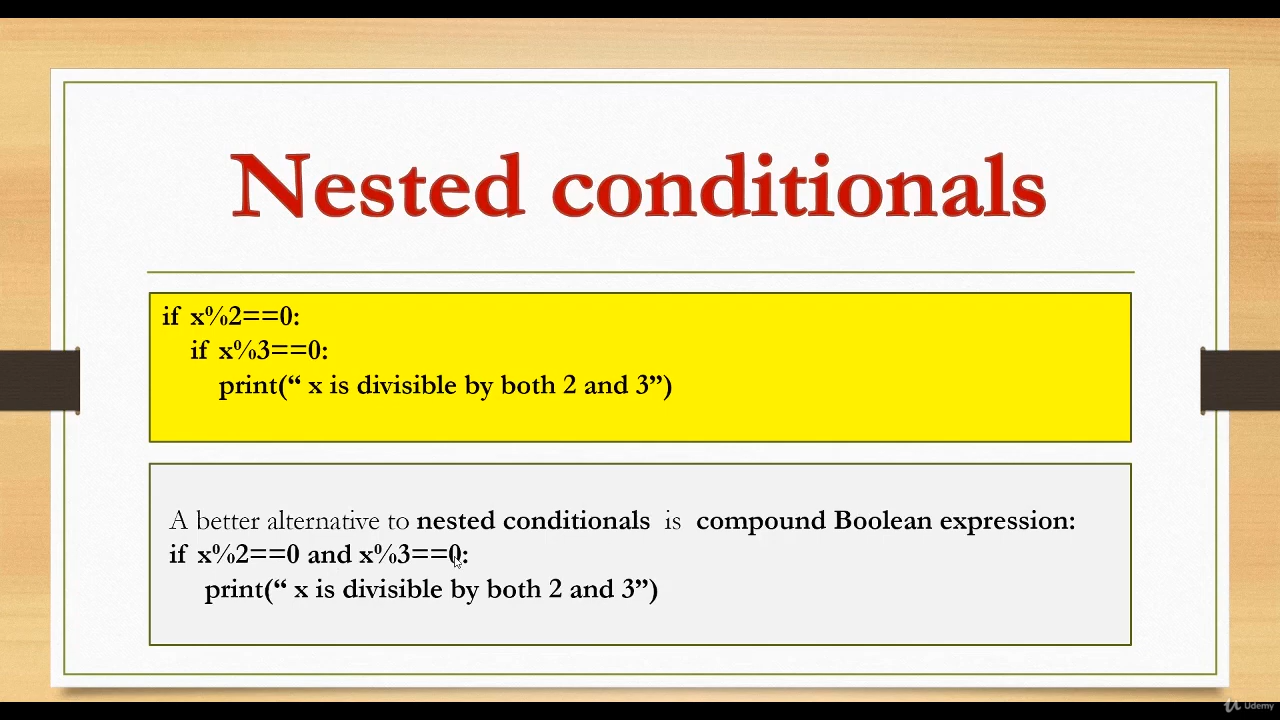 Nested conditionals
if x%2==0:
if x%3==0:
print(“ x is divisible by both 2 and 3”)
A better alternative to nested conditionals is compound Boolean expression:
if x%2==0 and x%3==0:
print(“ x is divisible by both 2 and 3”)
Udemy